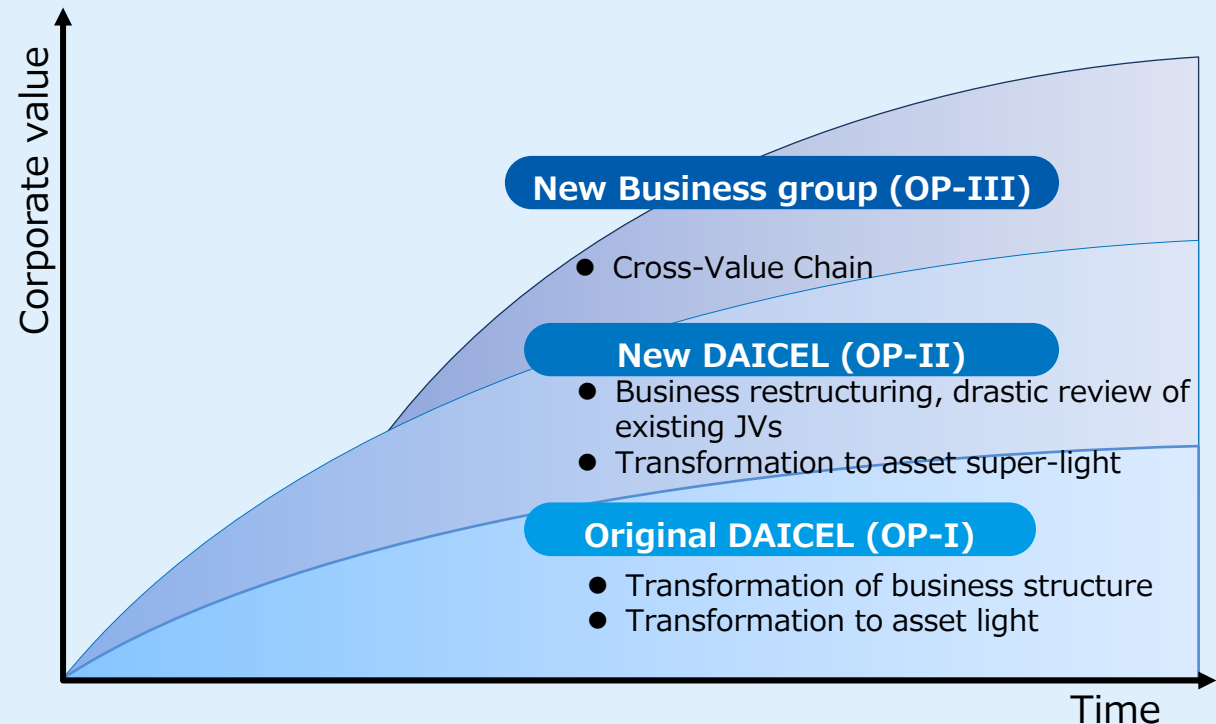 Corporate value
New Business group (OP-III)
● Cross-Value Chain
New DAICEL (OP-II)
● Business restructuring, drastic review of
existing JVs
● Transformation to asset super-light
Original DAICEL (OP-I)
● Transformation of business structure
● Transformation to asset light
Time